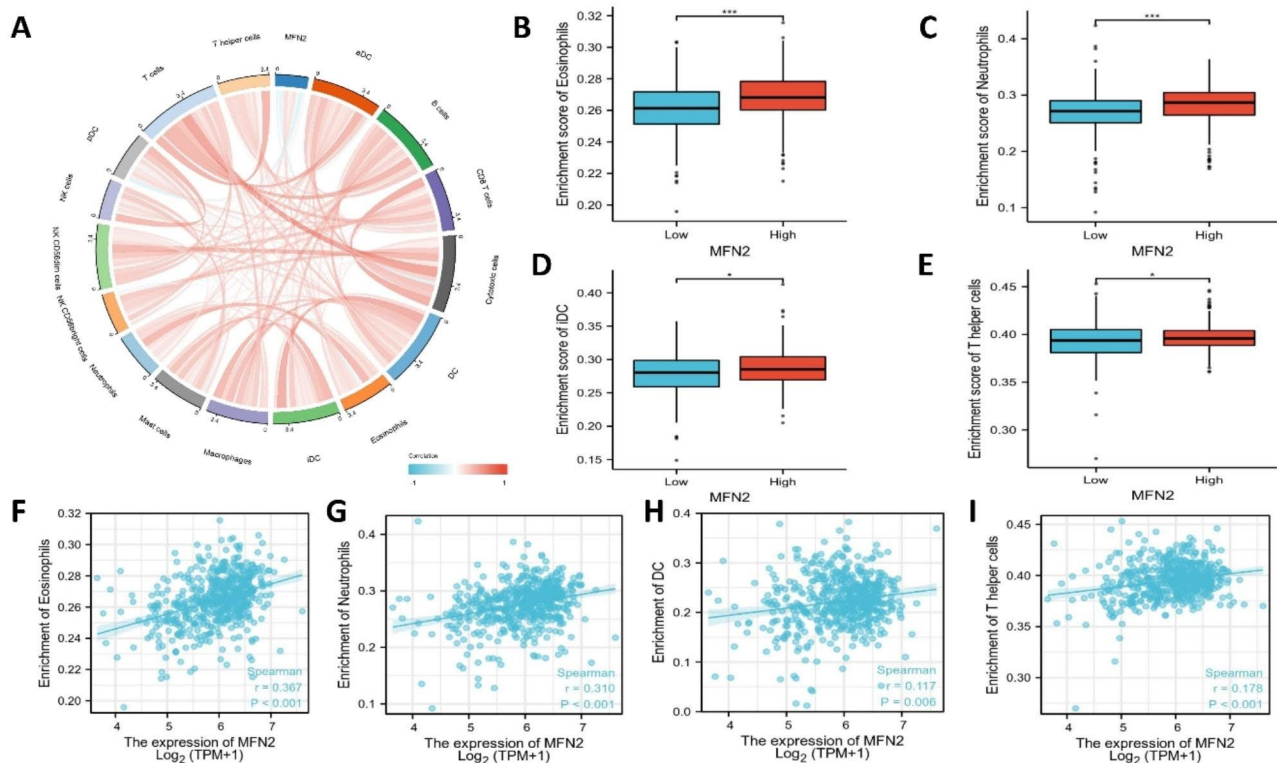 A
T helper cells
MFN2
aDC
B cells
CD8 T cells
Cytotoxic cells
DC
Eosinophils
iDC
Macrophages
Mast cells
Neutrophils
NK CD56bright cells
NK CD56dim cells
NK cells
pDC
T cells
Correlation
-1
1
B
***
Enrichment score of Eosinophils
0.32
0.30
0.28
0.26
0.24
0.22
0.20
Low
High
MFN2
C
***
Enrichment score of Neutrophils
0.4
0.3
0.2
0.1
Low
High
MFN2
D
*
Enrichment score of iDC
0.40
0.35
0.30
0.25
0.20
0.15
Low
High
MFN2
E
*
Enrichment score of T helper cells
0.45
0.40
0.35
0.30
Low
High
MFN2
F
Enrichment of Eosinophils
0.32
0.30
0.28
0.26
0.24
0.22
0.20
Spearman
r = 0.367
P < 0.001
4 5 6 7
The expression of MFN2
Log2 (TPM+1)
G
Enrichment of Neutrophils
0.4
0.3
0.2
0.1
Spearman
r = 0.310
P < 0.001
4 5 6 7
The expression of MFN2
Log2 (TPM+1)
H
Enrichment of DC
0.4
0.3
0.2
0.1
0.0
Spearman
r = 0.117
P = 0.006
4 5 6 7
The expression of MFN2
Log2 (TPM+1)
I
Enrichment of T helper cells
0.45
0.40
0.35
0.30
Spearman
r = 0.178
P < 0.001
4 5 6 7
The expression of MFN2
Log2 (TPM+1)